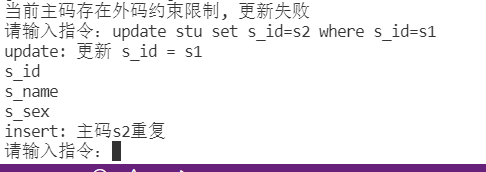 当前主码存在外码约束限制, 更新失败
请输入指令: update stu set s_id=s2 where s_id=s1
update: 更新 s_id = s1
s_id
s_name
s_sex
insert: 主码s2重复
请输入指令: